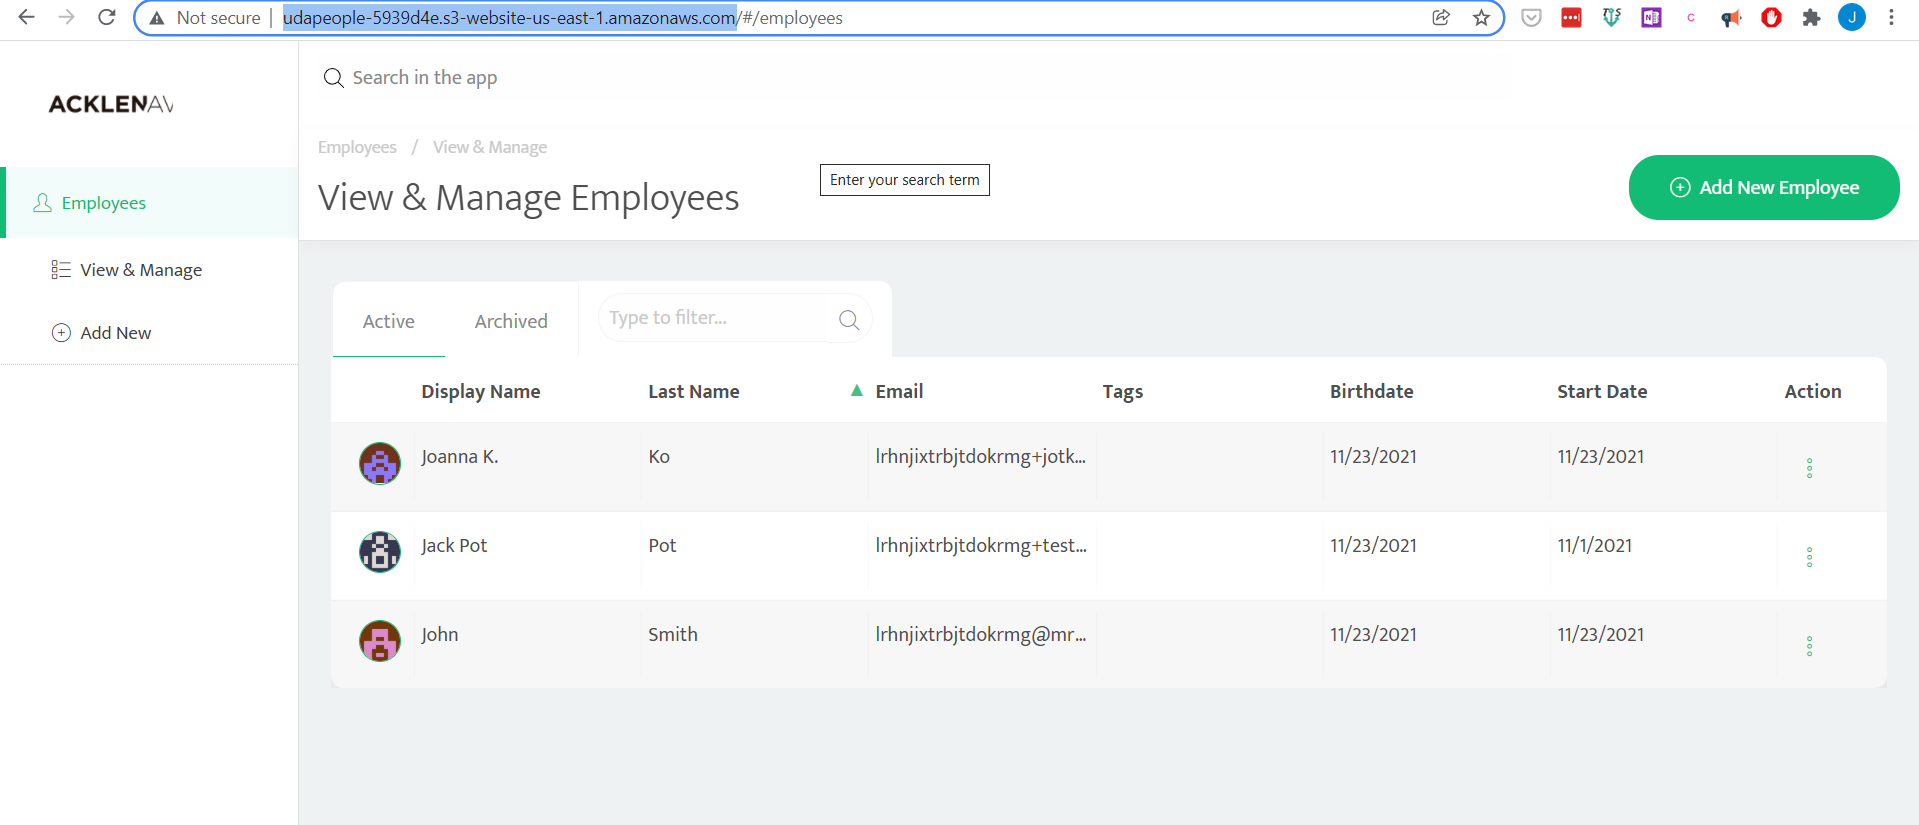 Not secure | udapeople-5939d4e.s3-website-us-east-1.amazonaws.com/#/employees
J
ACKLENAV
Search in the app
Employees / View & Manage
View & Manage Employees
Enter your search term
Add New Employee
Employees
View & Manage
Add New
Active Archived Type to filter...
Display Name Last Name ▲ Email Tags Birthdate Start Date Action
Joanna K. Ko lrhnjixtrbjtdokrmg+jotk... 11/23/2021 11/23/2021
Jack Pot Pot lrhnjixtrbjtdokrmg+test... 11/23/2021 11/1/2021
John Smith lrhnjixtrbjtdokrmg@mr... 11/23/2021 11/23/2021